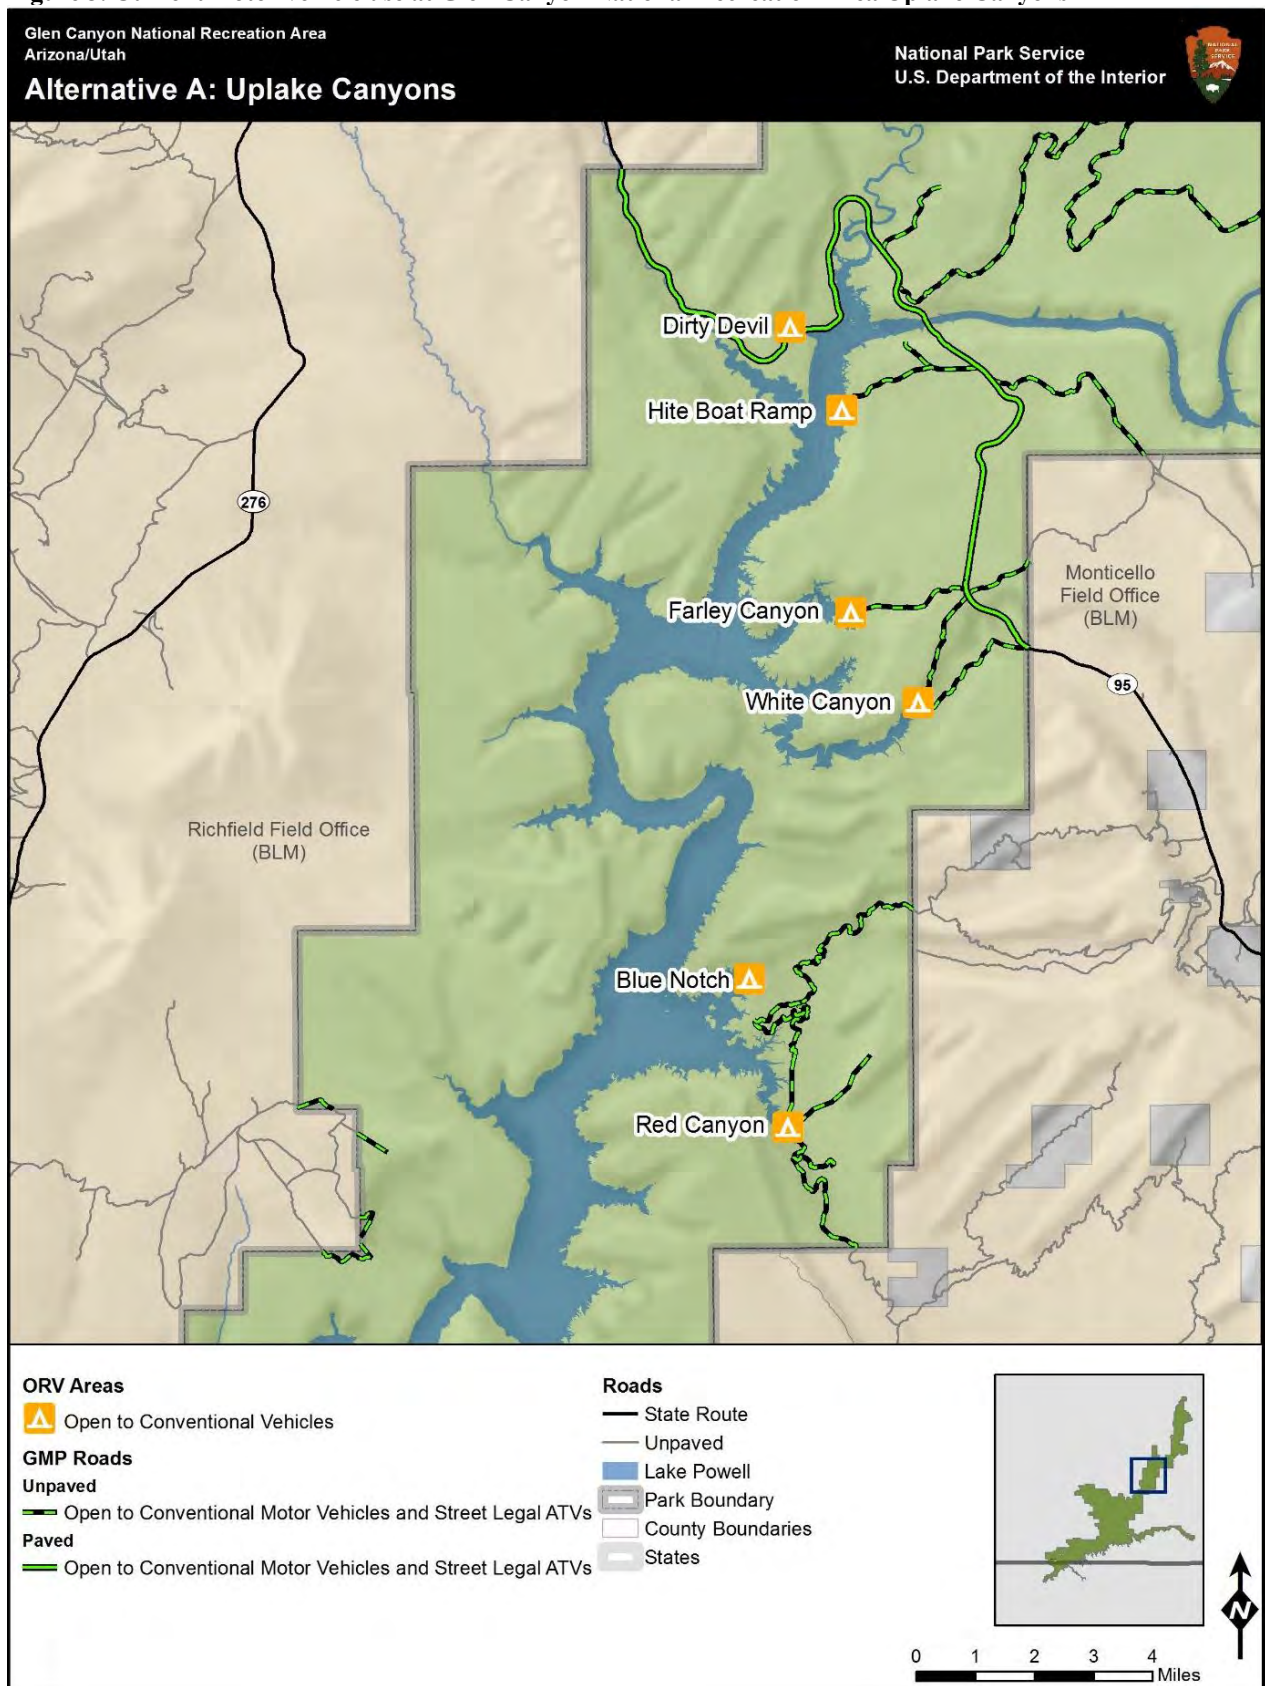 Glen Canyon National Recreation Area
Arizona/Utah
Alternative A: Uplake Canyons
National Park Service
U.S. Department of the Interior
NATIONAL
PARK
SERVICE
Dirty Devil
Hite Boat Ramp
276
Farley Canyon
Monticello
Field Office
(BLM)
White Canyon
95
Richfield Field Office
(BLM)
Blue Notch
Red Canyon
ORV Areas
Open to Conventional Vehicles
GMP Roads
Unpaved
Open to Conventional Motor Vehicles and Street Legal ATVs
Paved
Open to Conventional Motor Vehicles and Street Legal ATVs
Roads
State Route
Unpaved
Lake Powell
Park Boundary
County Boundaries
States
N
0 1 2 3 4
Miles